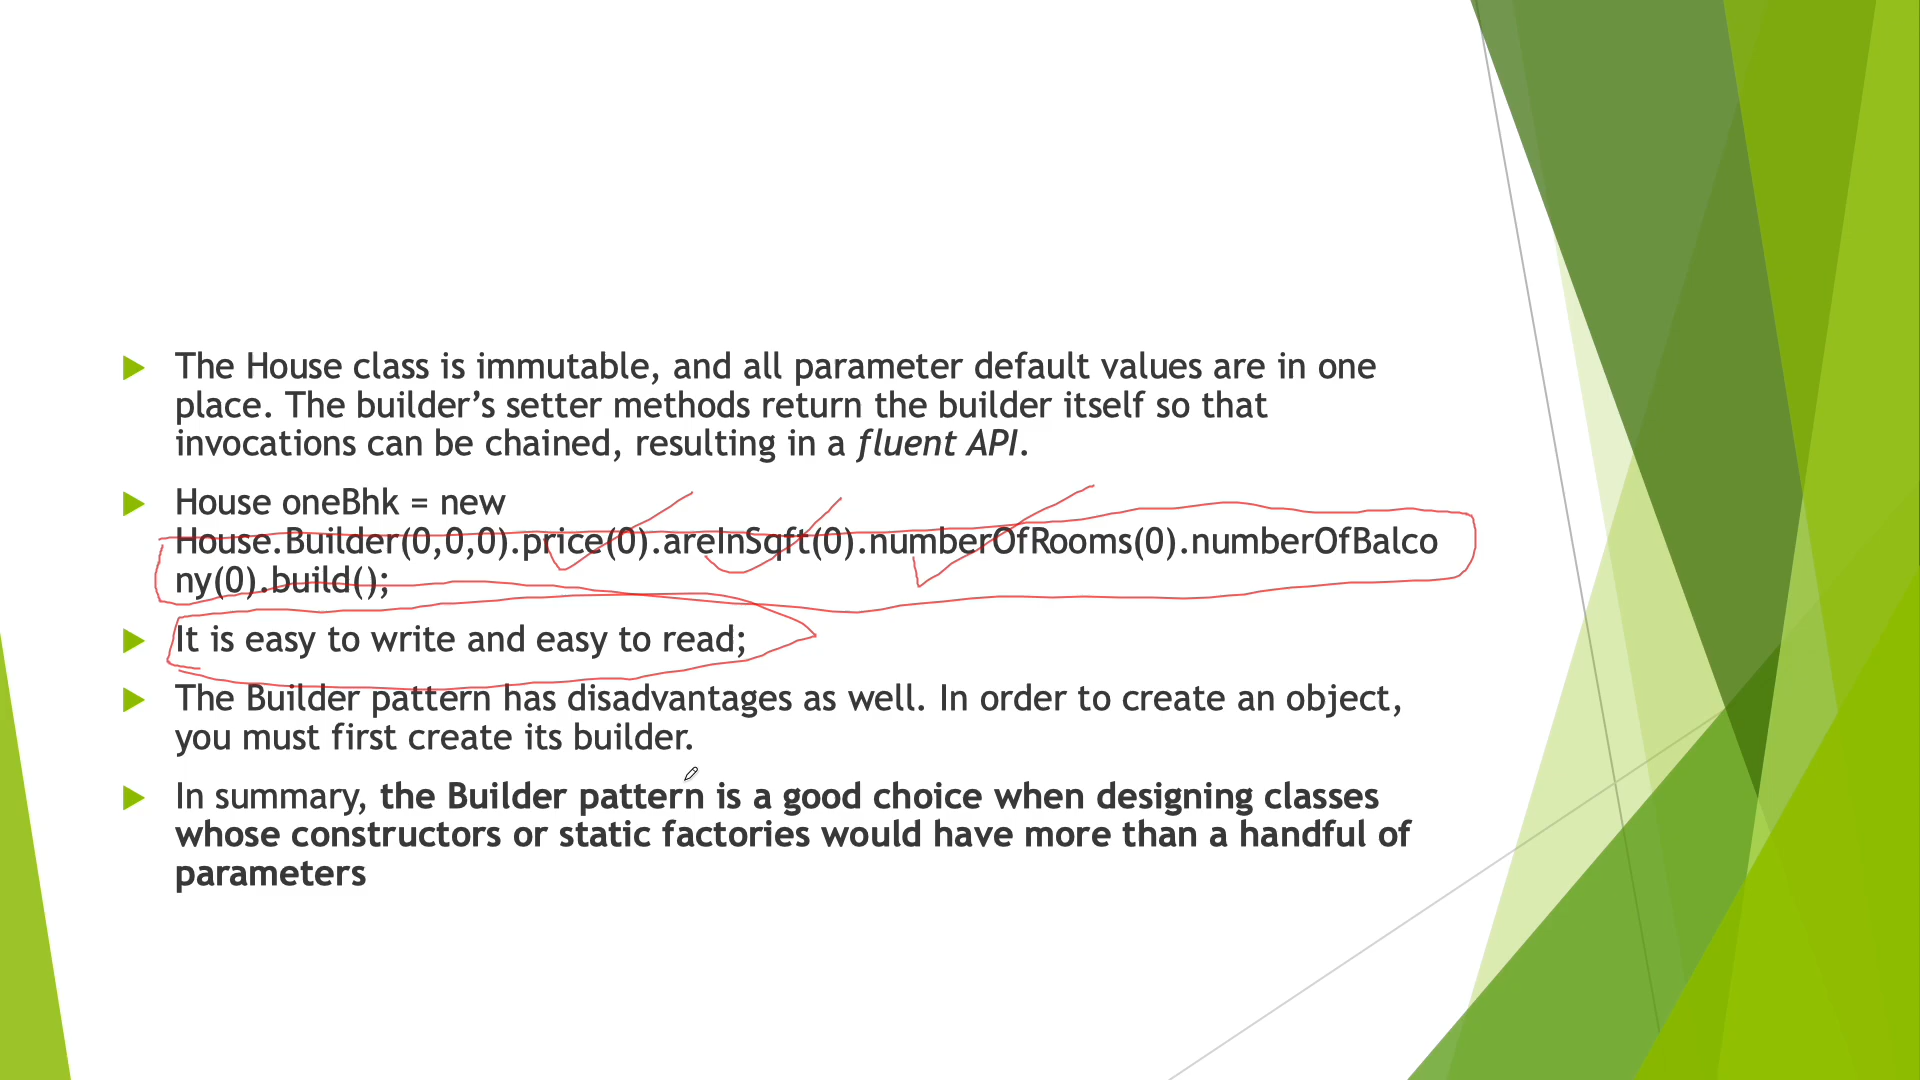 The House class is immutable, and all parameter default values are in one
place. The builder’s setter methods return the builder itself so that
invocations can be chained, resulting in a fluent API.
House oneBhk = new
House.Builder(0,0,0).price(0).areInSqft(0).numberOfRooms(0).numberOfBalco
ny(0).build();
It is easy to write and easy to read;
The Builder pattern has disadvantages as well. In order to create an object,
you must first create its builder.
In summary, the Builder pattern is a good choice when designing classes
whose constructors or static factories would have more than a handful of
parameters